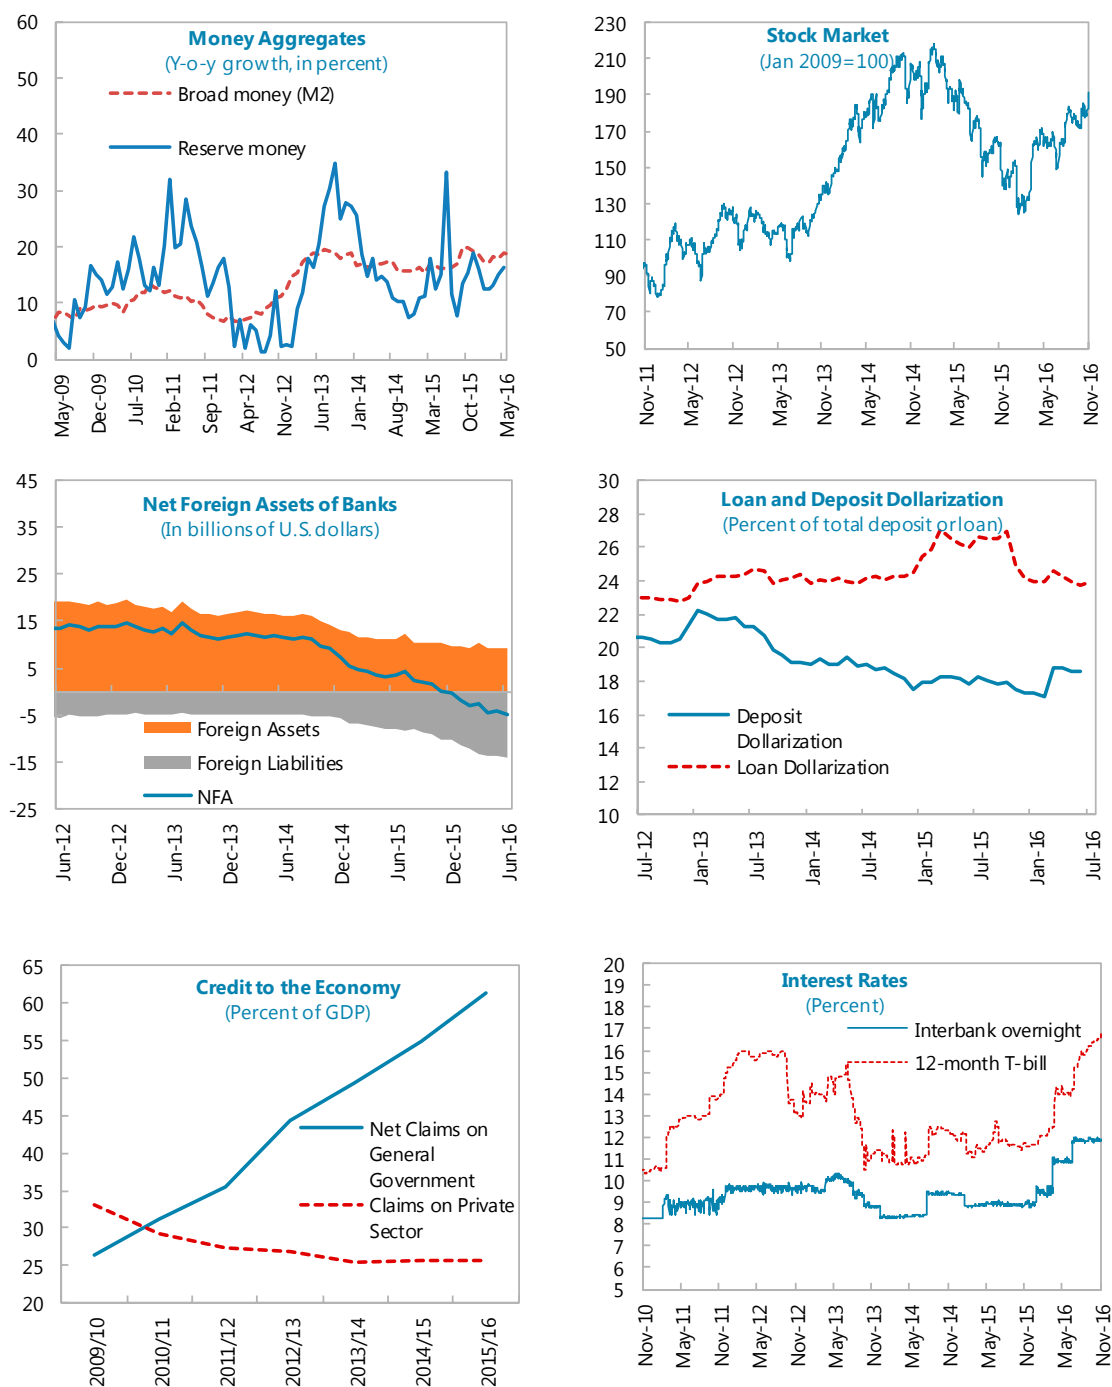 Money Aggregates
(Y-o-y growth, in percent)
Broad money (M2)
Reserve money
60
50
40
30
20
10
0
May-09
Dec-09
Jul-10
Feb-11
Sep-11
Apr-12
Nov-12
Jun-13
Jan-14
Aug-14
Mar-15
Oct-15
May-16
Stock Market
(Jan 2009=100)
230
210
190
170
150
130
110
90
70
50
Nov-11
May-12
Nov-12
May-13
Nov-13
May-14
Nov-14
May-15
Nov-15
May-16
Nov-16
Net Foreign Assets of Banks
(In billions of U.S. dollars)
45
35
25
15
5
-5
-15
-25
Foreign Assets
Foreign Liabilities
NFA
Jun-12
Dec-12
Jun-13
Dec-13
Jun-14
Dec-14
Jun-15
Dec-15
Jun-16
Loan and Deposit Dollarization
(Percent of total deposit or loan)
30
28
26
24
22
20
18
16
14
12
10
Deposit
Dollarization
Loan Dollarization
Jul-12
Jan-13
Jul-13
Jan-14
Jul-14
Jan-15
Jul-15
Jan-16
Jul-16
Credit to the Economy
(Percent of GDP)
65
60
55
50
45
40
35
30
25
20
Net Claims on
General
Government
Claims on Private
Sector
2009/10
2010/11
2011/12
2012/13
2013/14
2014/15
2015/16
Interest Rates
(Percent)
Interbank overnight
12-month T-bill
20
19
18
17
16
15
14
13
12
11
10
9
8
7
6
5
Nov-10
May-11
Nov-11
May-12
Nov-12
May-13
Nov-13
May-14
Nov-14
May-15
Nov-15
May-16
Nov-16